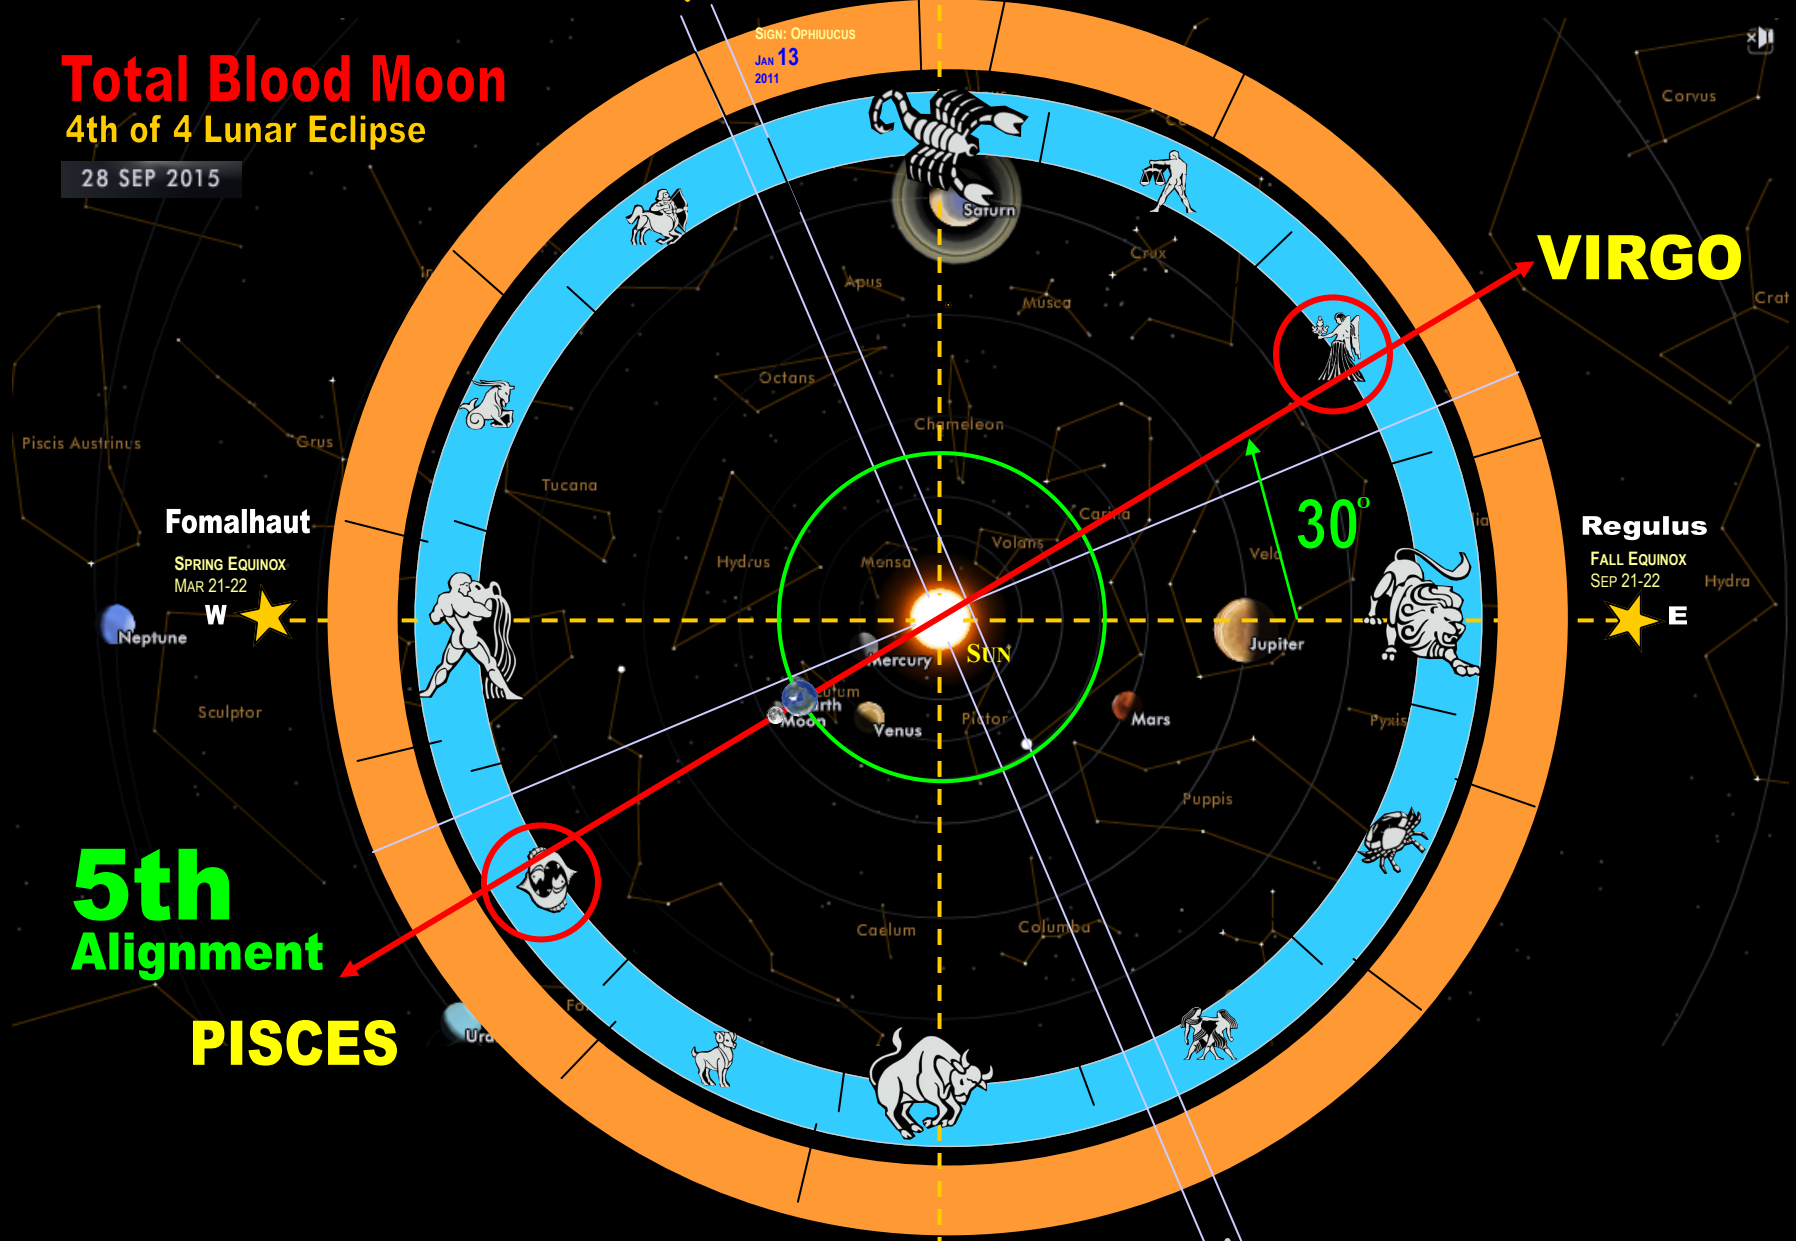 Total Blood Moon
4th of 4 Lunar Eclipse
28 SEP 2015
SIGN: OPHIUUCUS
JAN 13
2011
Corvus
Saturn
VIRGO
Crux
Apus
Musca
Crat
Octans
Piscis Austrinus
Grus
Chameleon
Tucana
Carina
30°
Fomalhaut
Regulus
SPRING EQUINOX
MAR 21-22
FALL EQUINOX
SEP 21-22
Volans
Vela
Hydrus
Mensa
Hydra
W
E
Neptune
Jupiter
SUN
Mercury
Sculptor
Moon
Venus
Pictor
Mars
Pyxis
Puppis
5th
Alignment
Caelum
Columba
PISCES